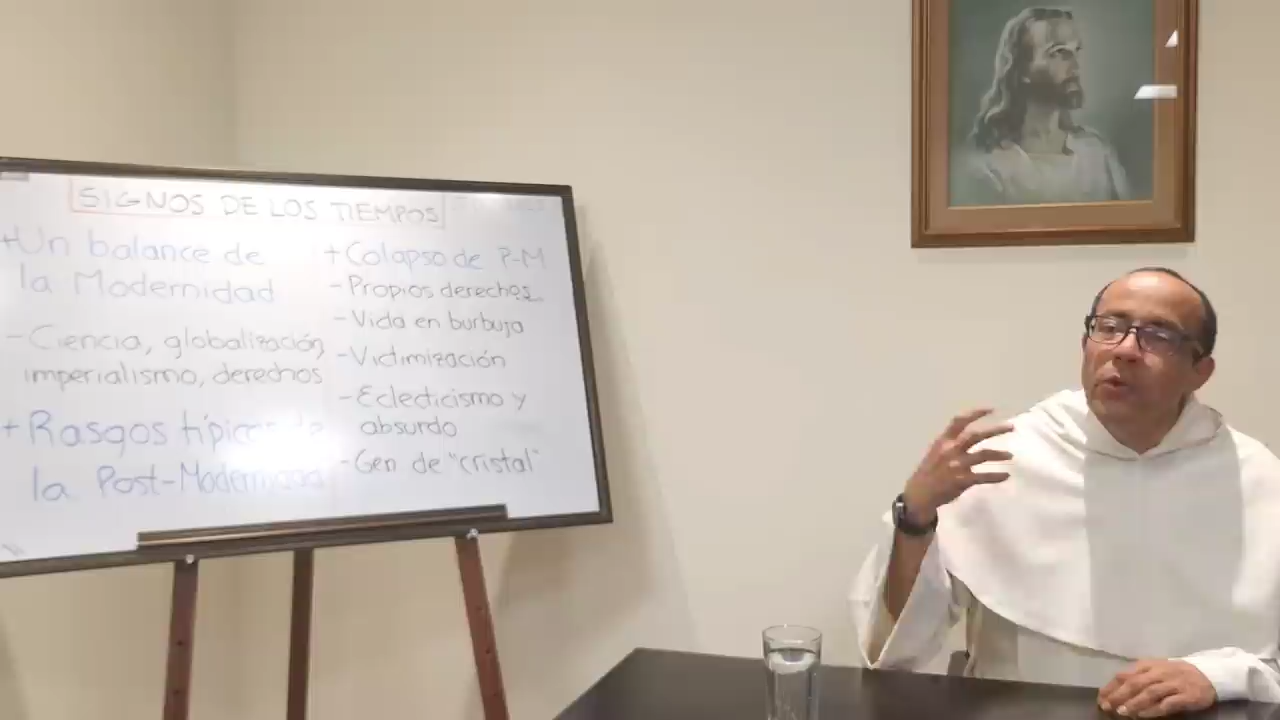 SIGNOS DE LOS TIEMPOS
+Un balance de
la Modernidad
- Ciencia, globalización,
imperialismo, derechos
+ Rasgos típicos de
la Post-Modernidad
+ Colapso de P-M
- Propios derechos
- Vida en burbuja
- Victimización
- Eclecticismo y
absurdo
- Gen de "cristal"